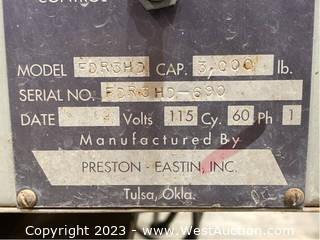 CONTROL
MODEL FDR3HD CAP. 3,000 lb.
SERIAL NO. FDR3HD-690
DATE Volts 115 Cy. 60 Ph 1
Manufactured By
PRESTON - EASTIN, INC.
Tulsa, Okla.
Copyright 2023 - WestAuction.com